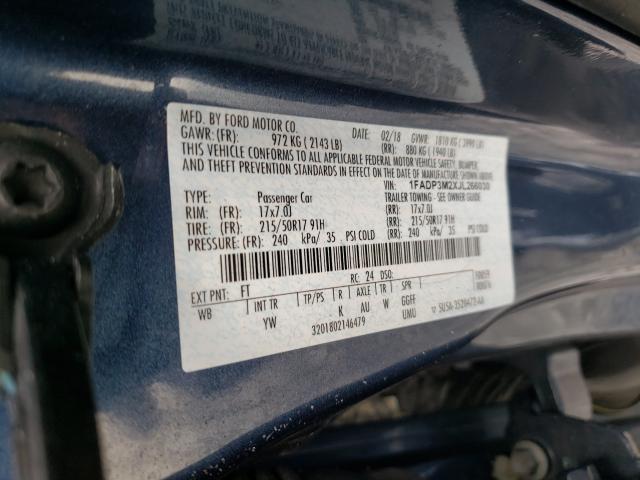 MFD. BY FORD MOTOR CO. 02/18 GVWR: 1810 KG ( 3990 LB)
GAWR: (FR): 972 KG ( 2143 LB) (RR): 880 KG ( 1940 LB)
THIS VEHICLE CONFORMS TO ALL APPLICABLE FEDERAL MOTOR VEHICLE SAFETY, BUMPER,
AND THEFT PREVENTION STANDARDS IN EFFECT ON THE DATE OF MANUFACTURE SHOWN ABOVE.
VIN: 1FADP3M2XJL266030
TYPE: Passenger Car TRAILER TOWING - SEE OWNER GUIDE
RIM: (FR): 17x7.0J (RR): 17x7.0J
TIRE: (FR): 215/50R17 91H (RR): 215/50R17 91H
PRESSURE: (FR): 240 kPa/ 35 PSI COLD (RR): 240 kPa/ 35 PSI COLD
EXT PNT: FT RC: 24 DSO:
WB INT TR TP/PS R AXLE TR SPR
YW K AU W GGFF
3201802146479 UMU